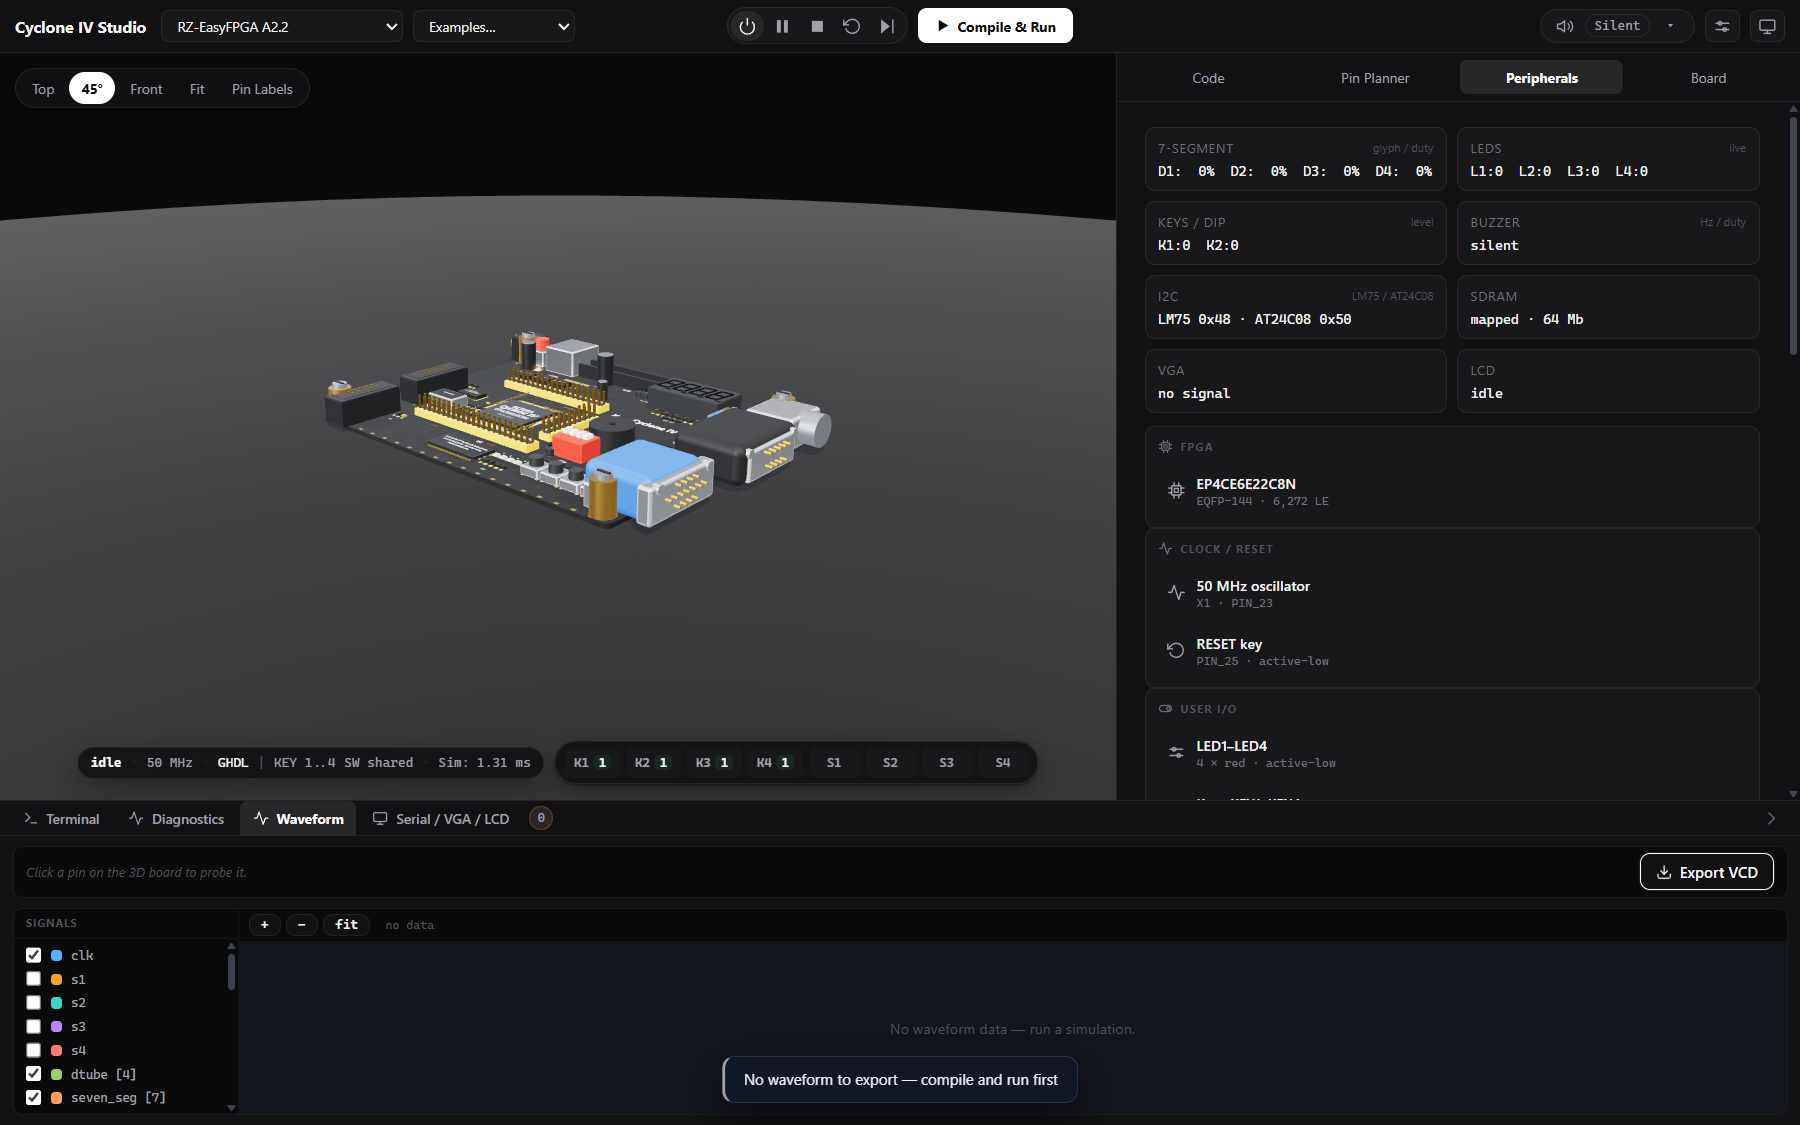 Cyclone IV Studio
RZ-EasyFPGA A2.2
Examples...
Compile & Run
Silent
Top
45°
Front
Fit
Pin Labels
Code
Pin Planner
Peripherals
Board
7-SEGMENT
glyph / duty
D1: 0% D2: 0% D3: 0% D4: 0%
LEDS
live
L1:0 L2:0 L3:0 L4:0
KEYS / DIP
level
K1:0 K2:0
BUZZER
Hz / duty
silent
I2C
LM75 / AT24C08
LM75 0x48 · AT24C08 0x50
SDRAM
mapped · 64 Mb
VGA
no signal
LCD
idle
FPGA
EP4CE6E22C8N
EQFP-144 · 6,272 LE
CLOCK / RESET
50 MHz oscillator
X1 · PIN_23
RESET key
PIN_25 · active-low
USER I/O
LED1–LED4
4 × red · active-low
Cyclone IV
idle · 50 MHz · GHDL | KEY 1..4 SW shared · Sim: 1.31 ms
K1 1
K2 1
K3 1
K4 1
S1
S2
S3
S4
Terminal
Diagnostics
Waveform
Serial / VGA / LCD
0
Click a pin on the 3D board to probe it.
Export VCD
SIGNALS
+
−
fit
no data
clk
s1
s2
s3
s4
dtube [4]
seven_seg [7]
No waveform data — run a simulation.
No waveform to export — compile and run first